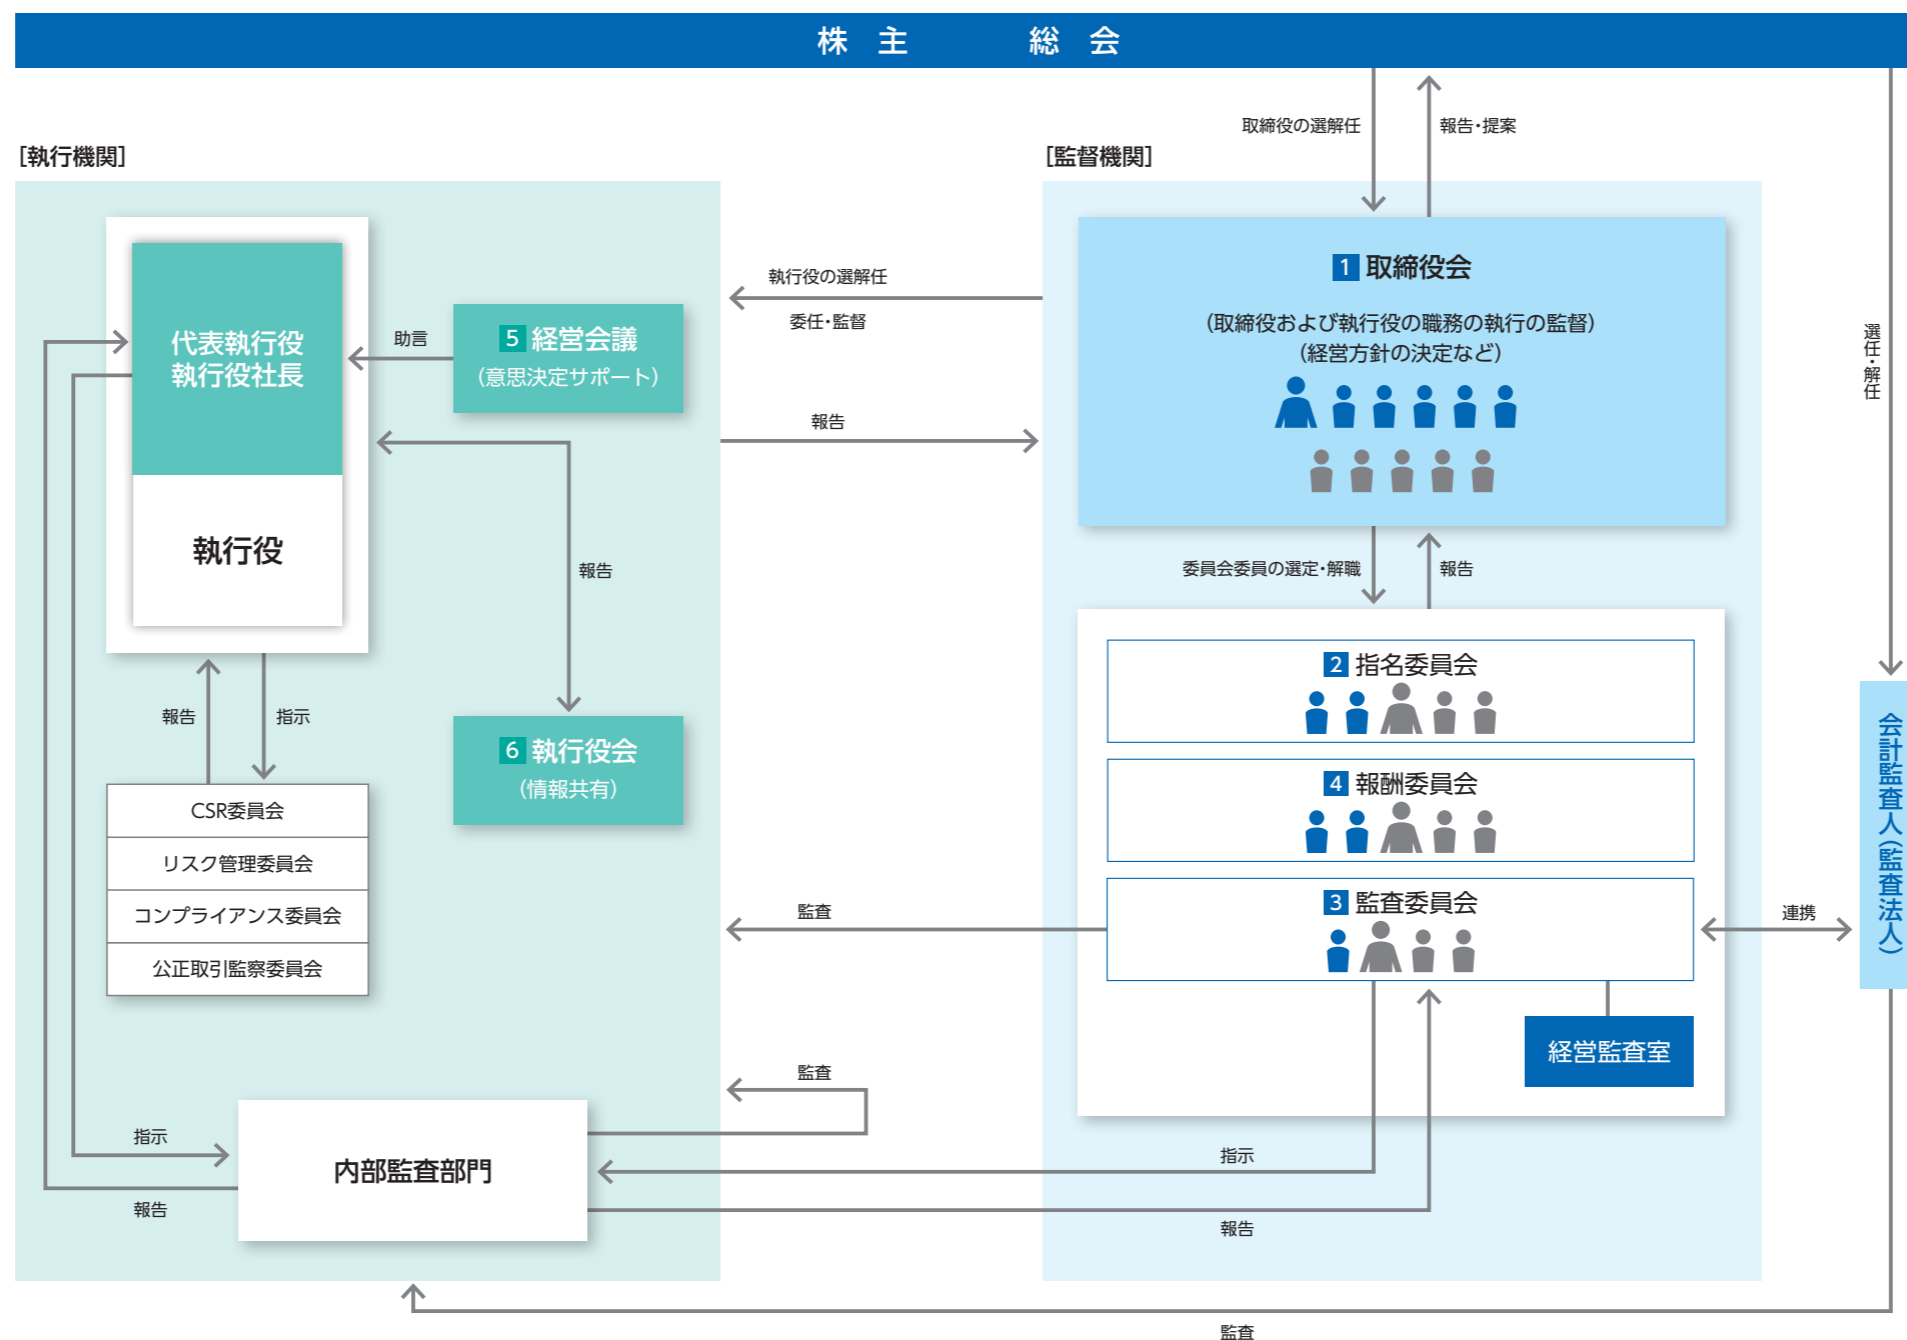 株主総会
取締役の選解任
報告・提案
[執行機関]
[監督機関]
代表執行役
執行役社長
執行役
助言
5 経営会議
(意思決定サポート)
執行役の選解任
委任・監督
報告
1 取締役会
(取締役および執行役の職務の執行の監督)
(経営方針の決定など)
選任・解任
報告
委員会委員の選定・解職
報告
2 指名委員会
4 報酬委員会
3 監査委員会
経営監査室
報告
指示
6 執行役会
(情報共有)
CSR委員会
リスク管理委員会
コンプライアンス委員会
公正取引監察委員会
監査
連携
会計監査人(監査法人)
監査
指示
報告
内部監査部門
指示
報告
監査